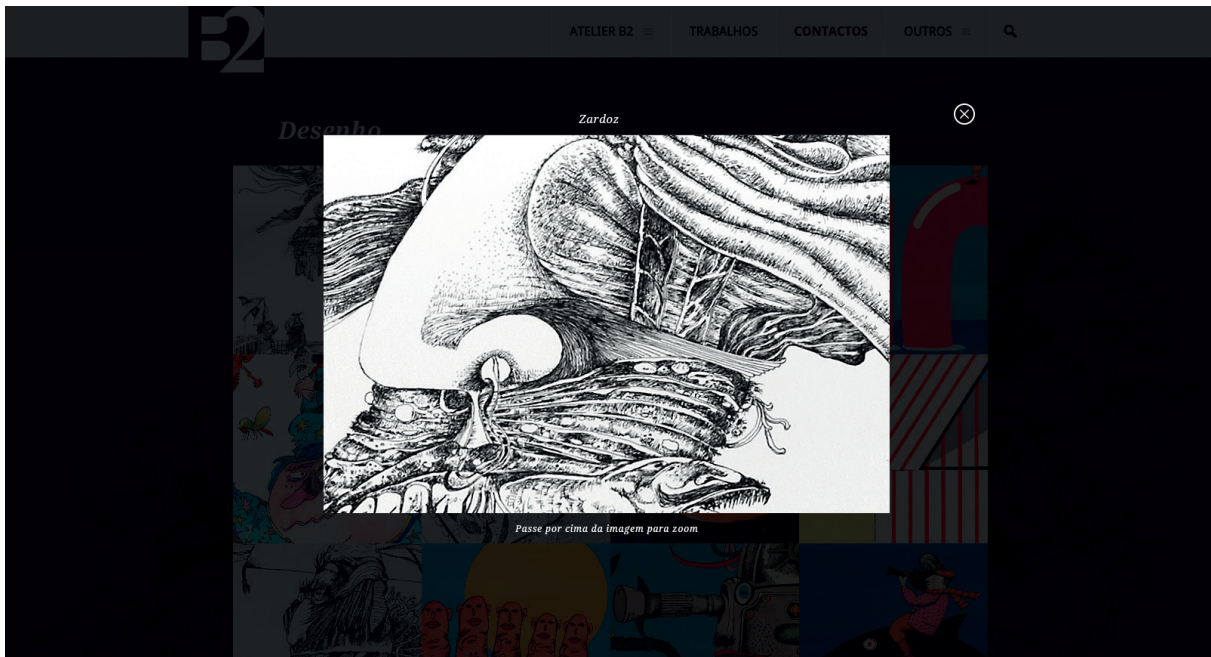 B2
ATELIER B2
TRABALHOS
CONTACTOS
OUTROS
Desenho
Zardoz
Passe por cima da imagem para zoom